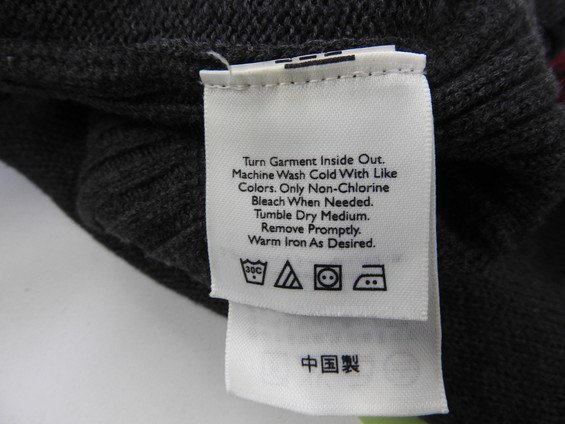 Turn Garment Inside Out.
Machine Wash Cold With Like
Colors. Only Non-Chlorine
Bleach When Needed.
Tumble Dry Medium.
Remove Promptly.
Warm Iron As Desired.
30C
中国製